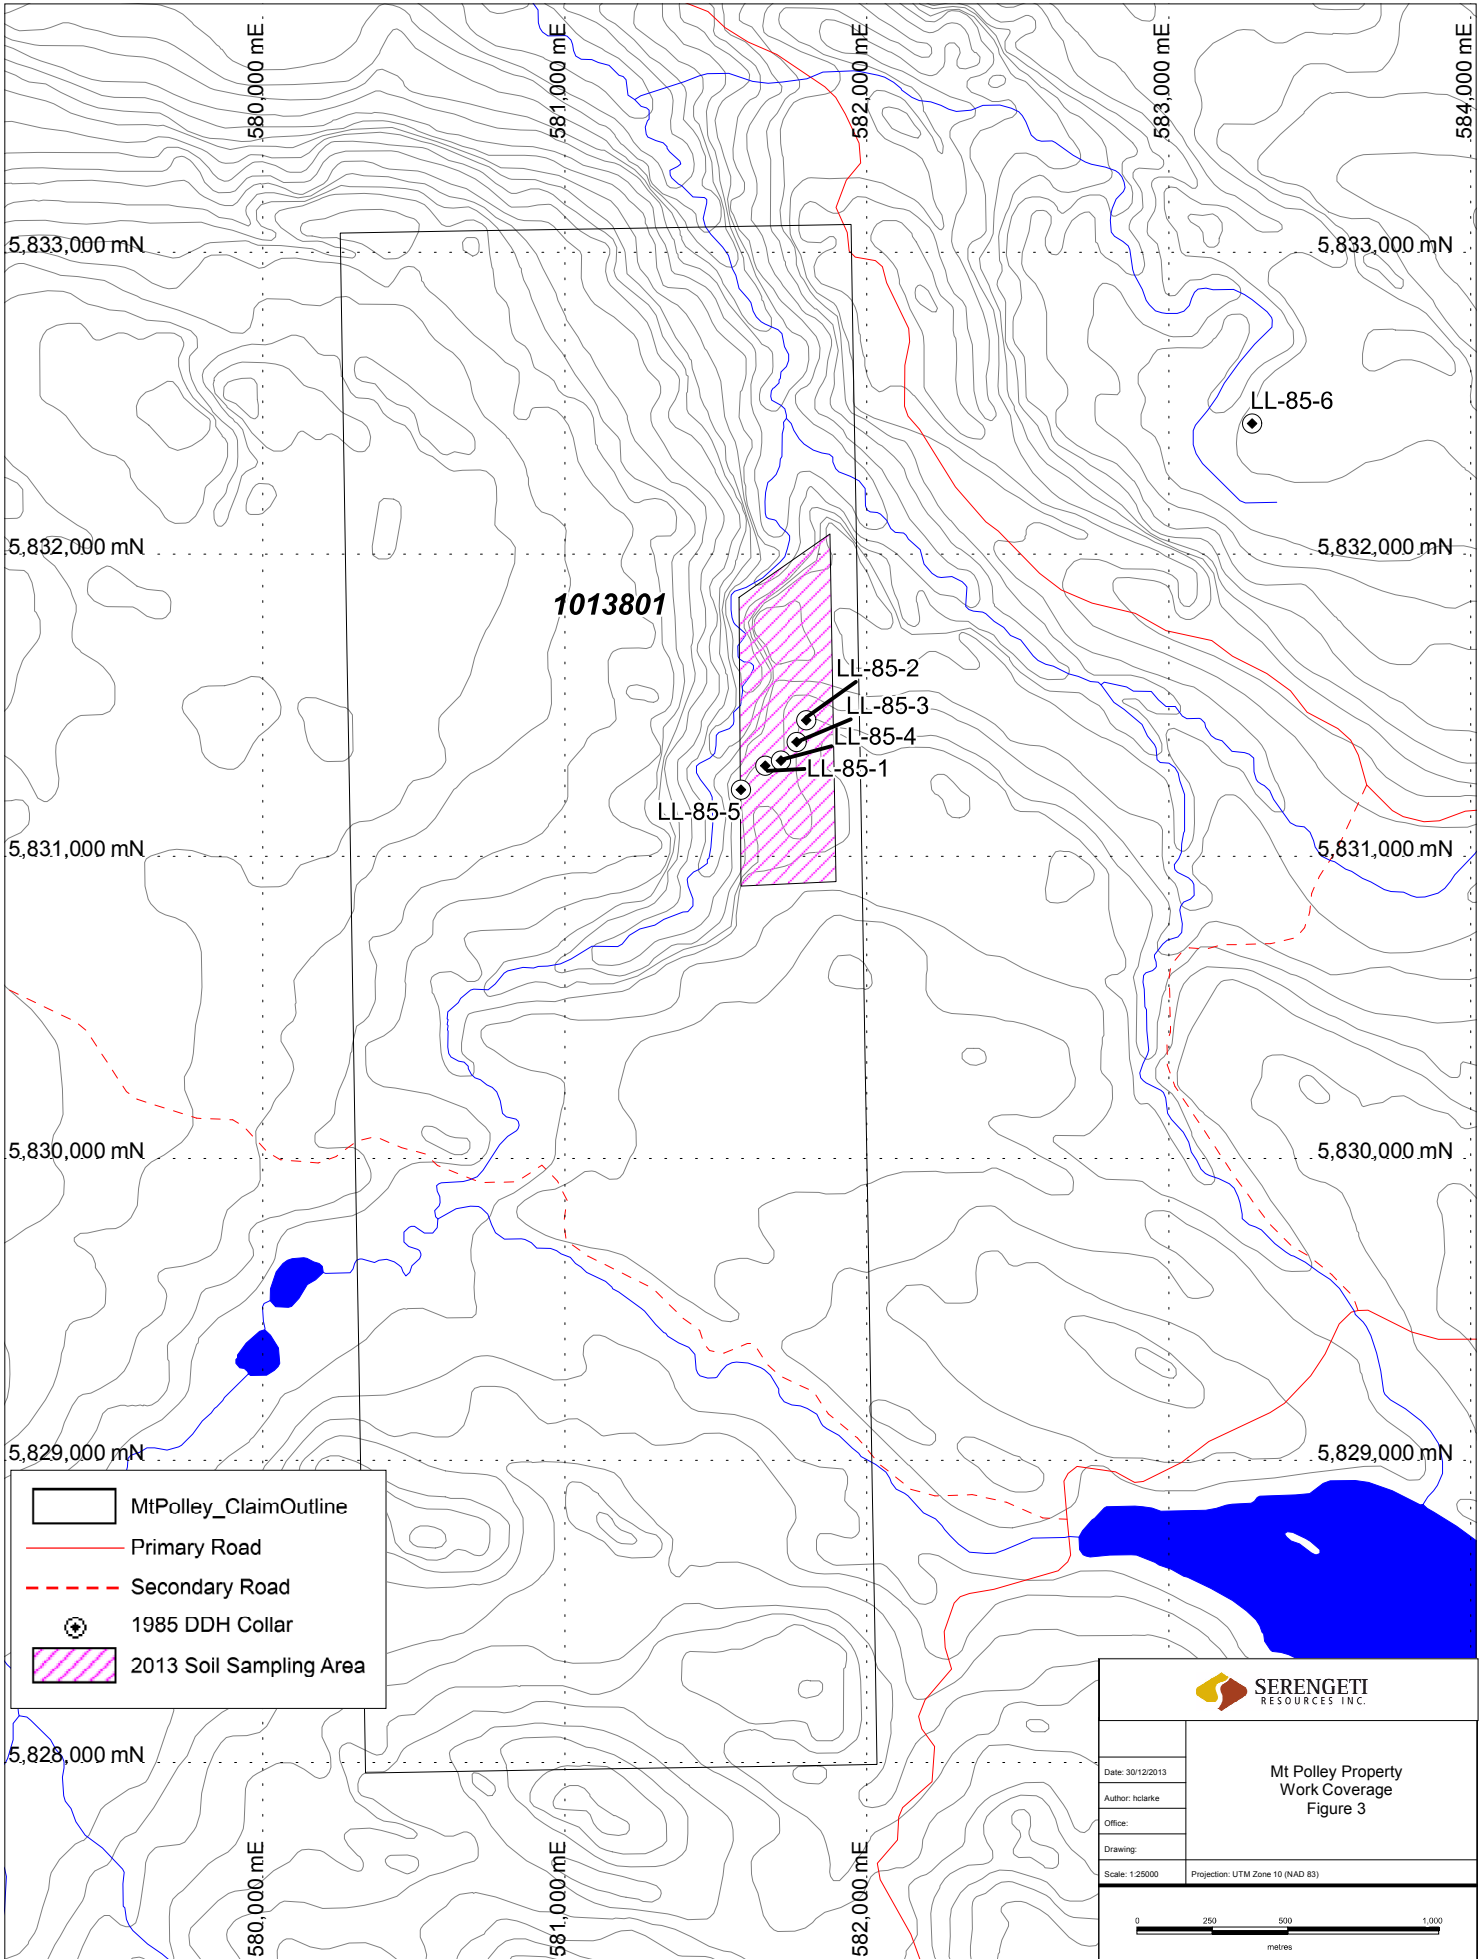 580,000 mE
581,000 mE
582,000 mE
583,000 mE
584,000 mE
5,833,000 mN
5,833,000 mN
LL-85-6
5,832,000 mN
5,832,000 mN
1013801
LL-85-2
LL-85-3
LL-85-4
LL-85-1
LL-85-5
5,831,000 mN
5,831,000 mN
5,830,000 mN
5,830,000 mN
5,829,000 mN
5,829,000 mN
MtPolley_ClaimOutline
Primary Road
Secondary Road
1985 DDH Collar
2013 Soil Sampling Area
5,828,000 mN
580,000 mE
581,000 mE
582,000 mE
SERENGETI
RESOURCES INC.
Mt Polley Property
Work Coverage
Figure 3
Date: 30/12/2013
Author: hclarke
Office:
Drawing:
Scale: 1:25000
Projection: UTM Zone 10 (NAD 83)
0 250 500 1,000
metres